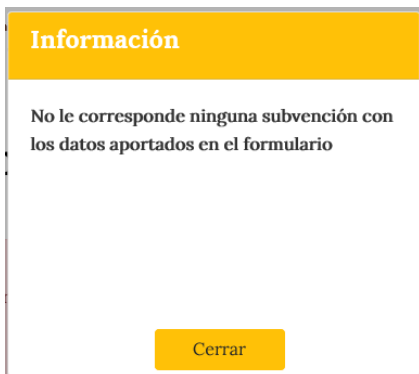 Información
No le corresponde ninguna subvención con
los datos aportados en el formulario
Cerrar